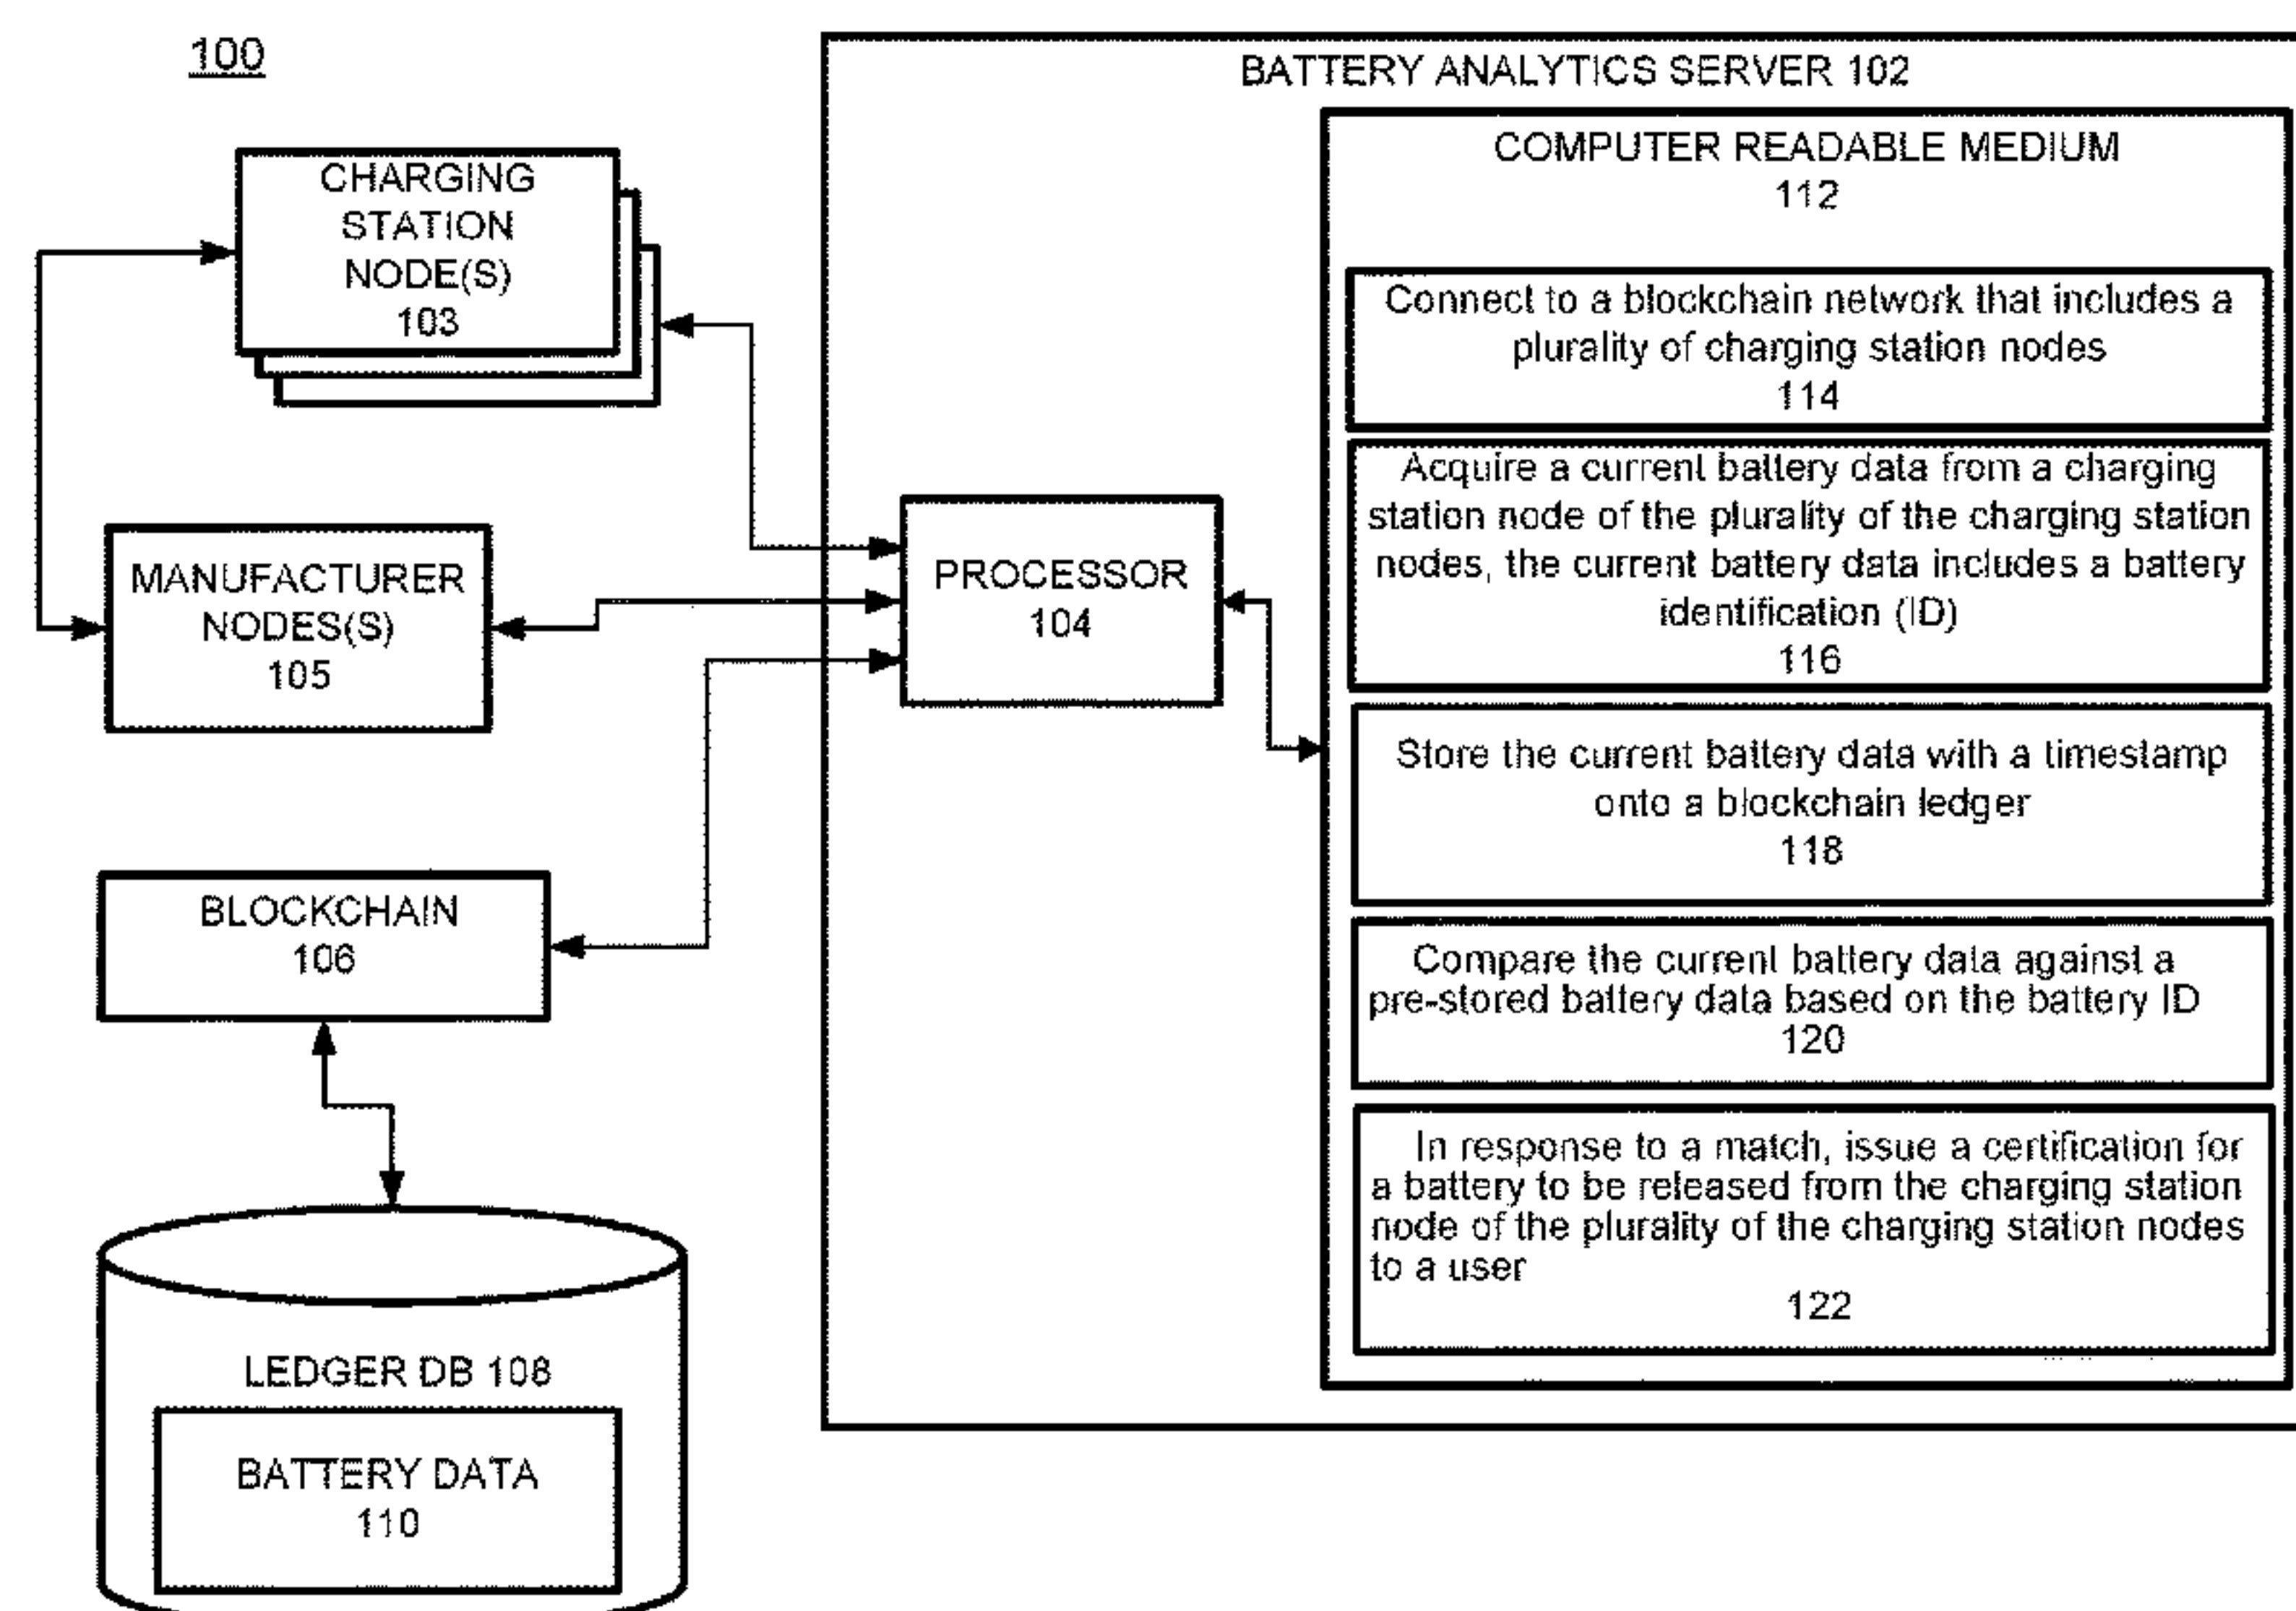 100
BATTERY ANALYTICS SERVER 102
CHARGING
STATION
NODE(S)
103
MANUFACTURER
NODES(S)
105
BLOCKCHAIN
106
LEDGER DB 108
BATTERY DATA
110
PROCESSOR
104
COMPUTER READABLE MEDIUM
112
Connect to a blockchain network that includes a
plurality of charging station nodes
114
Acquire a current battery data from a charging
station node of the plurality of the charging station
nodes, the current battery data includes a battery
identification (ID)
116
Store the current battery data with a timestamp
onto a blockchain ledger
118
Compare the current battery data against a
pre-stored battery data based on the battery ID
120
In response to a match, issue a certification for
a battery to be released from the charging station
node of the plurality of the charging station nodes
to a user
122